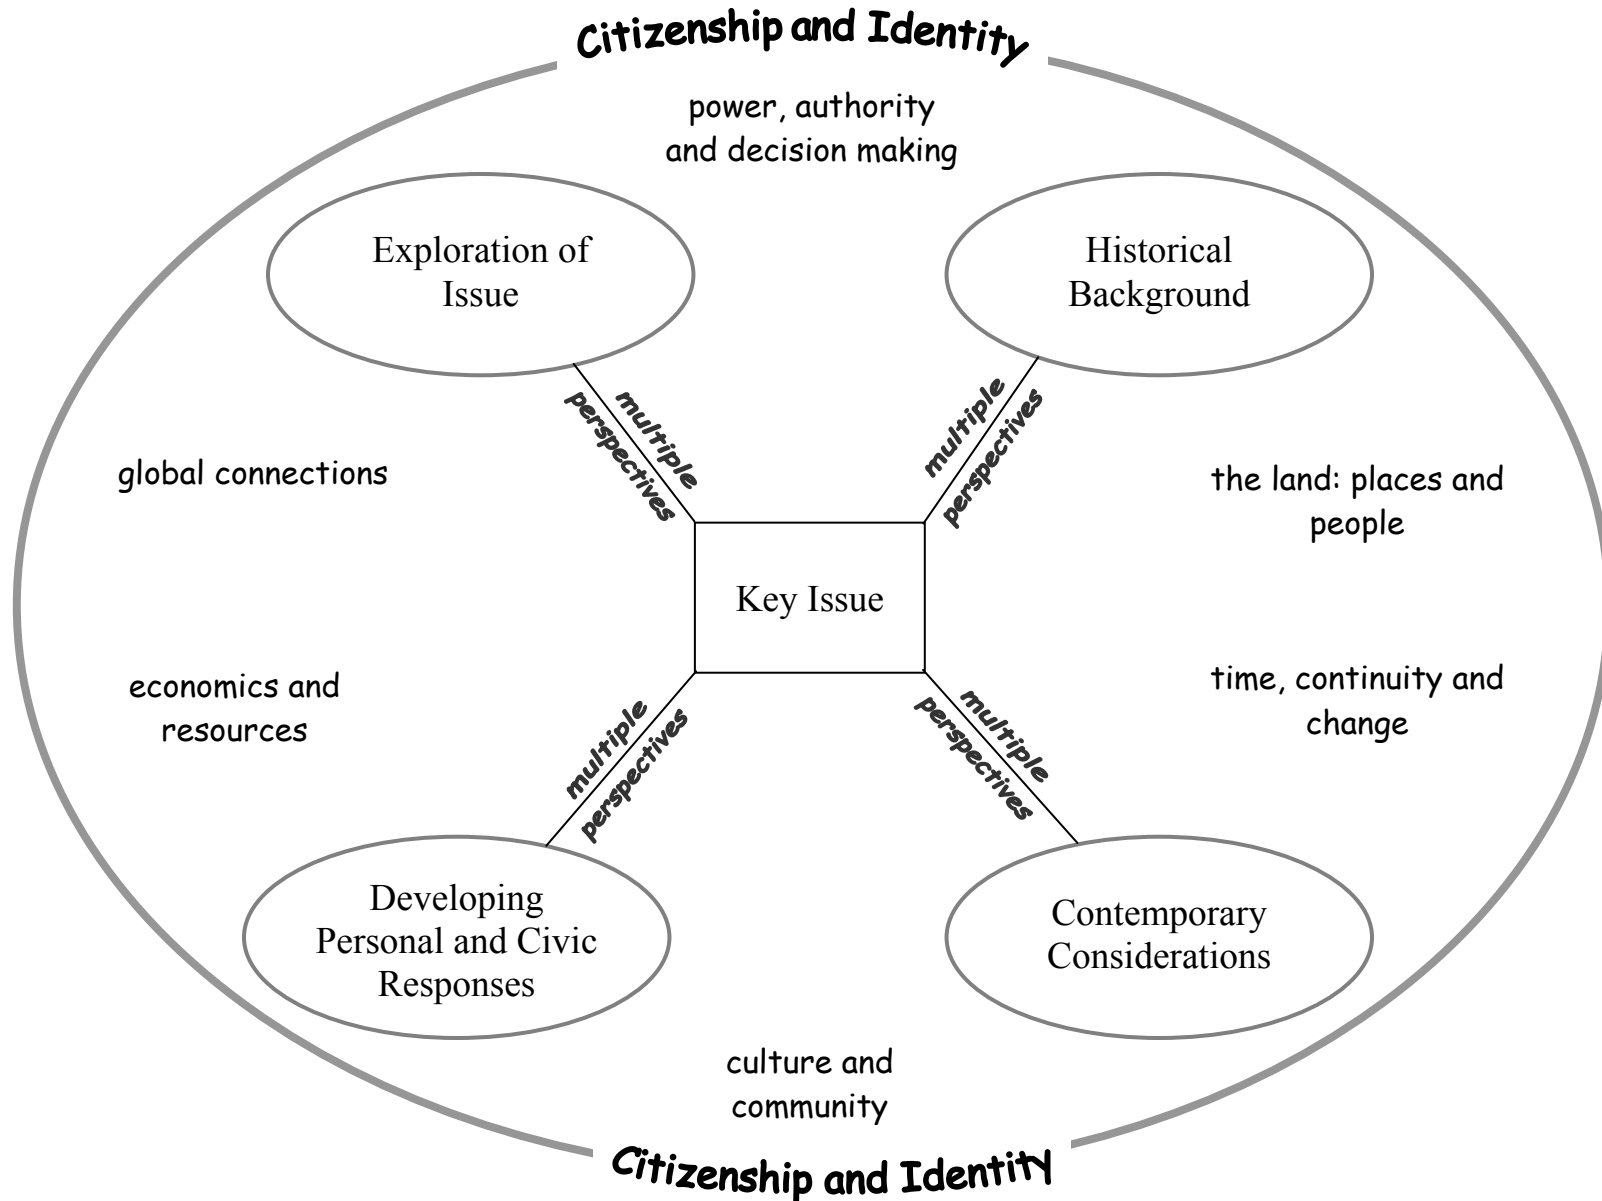 Citizenship and Identity
power, authority
and decision making
Exploration of
Issue
Historical
Background
multiple
perspectives
multiple
perspectives
global connections
the land: places and
people
Key Issue
economics and
resources
time, continuity and
change
multiple
perspectives
multiple
perspectives
Developing
Personal and Civic
Responses
Contemporary
Considerations
culture and
community
Citizenship and Identity